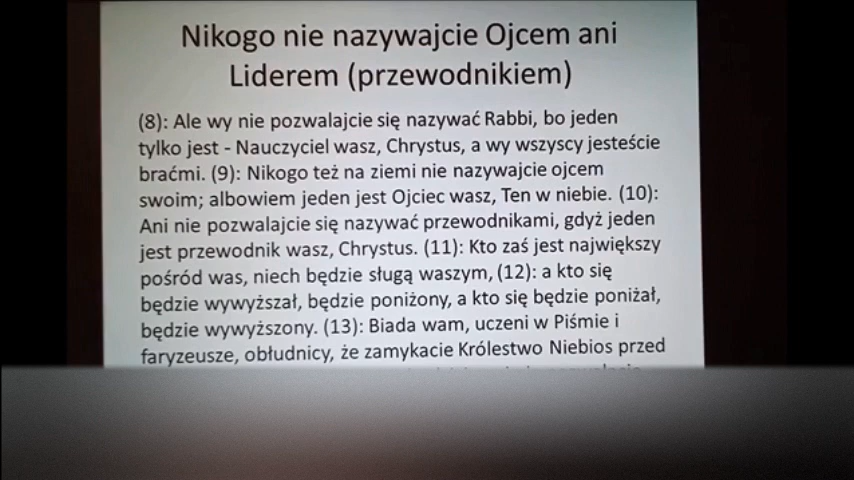 Nikogo nie nazywajcie Ojcem ani
Liderem (przewodnikiem)
(8): Ale wy nie pozwalajcie się nazywać Rabbi, bo jeden
tylko jest - Nauczyciel wasz, Chrystus, a wy wszyscy jesteście
braćmi. (9): Nikogo też na ziemi nie nazywajcie ojcem
swoim; albowiem jeden jest Ojciec wasz, Ten w niebie. (10):
Ani nie pozwalajcie się nazywać przewodnikami, gdyż jeden
jest przewodnik wasz, Chrystus. (11): Kto zaś jest największy
pośród was, niech będzie sługą waszym, (12): a kto się
będzie wywyższał, będzie poniżony, a kto się będzie poniżał,
będzie wywyższony. (13): Biada wam, uczeni w Piśmie i
faryzeusze, obłudnicy, że zamykacie Królestwo Niebios przed